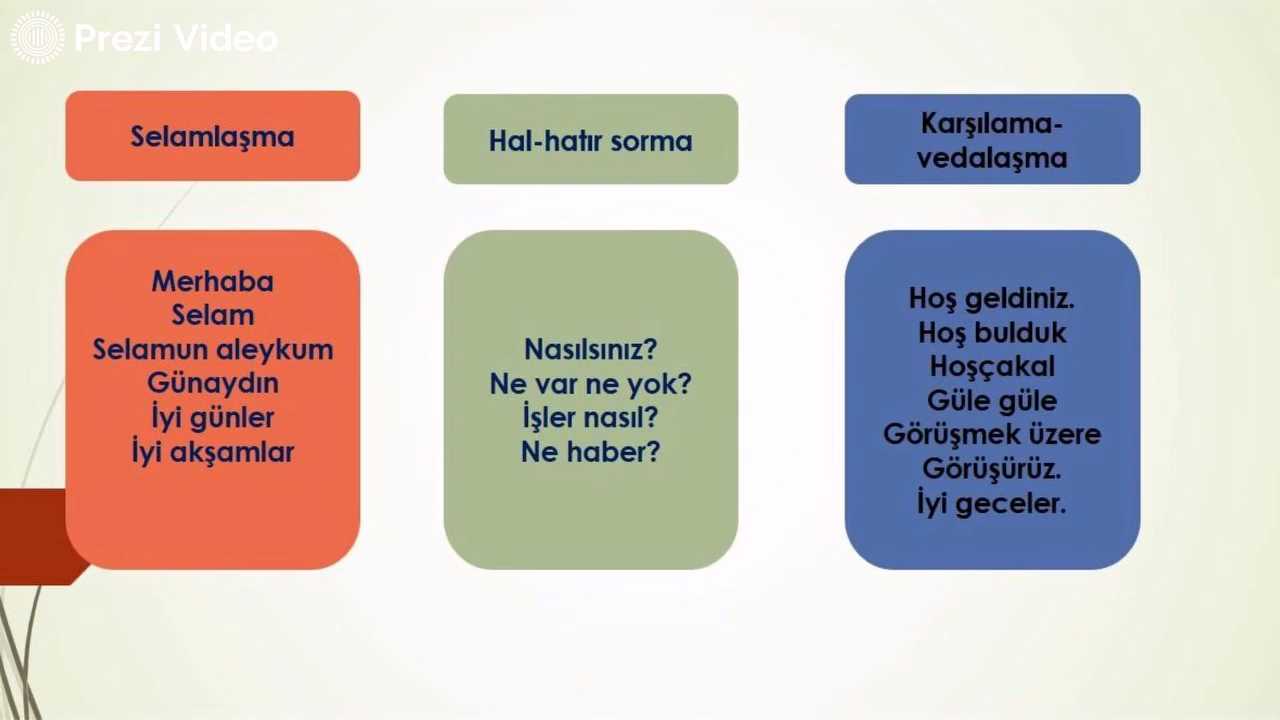 Prezi Video
Selamlaşma
Merhaba
Selam
Selamun aleykum
Günaydın
İyi günler
İyi akşamlar
Hal-hatır sorma
Nasılsınız?
Ne var ne yok?
İşler nasıl?
Ne haber?
Karşılama-
vedalaşma
Hoş geldiniz.
Hoş bulduk
Hoşçakal
Güle güle
Görüşmek üzere
Görüşürüz.
İyi geceler.